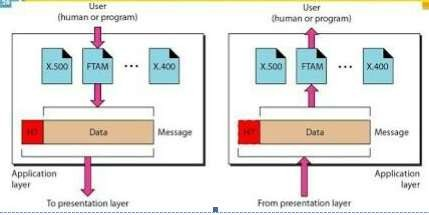 User
(human or program)
X.500
FTAM
...
X.400
H7
Data
Message
Application
layer
To presentation layer
User
(human or program)
X.500
FTAM
...
X.400
H7
Data
Message
Application
layer
From presentation layer